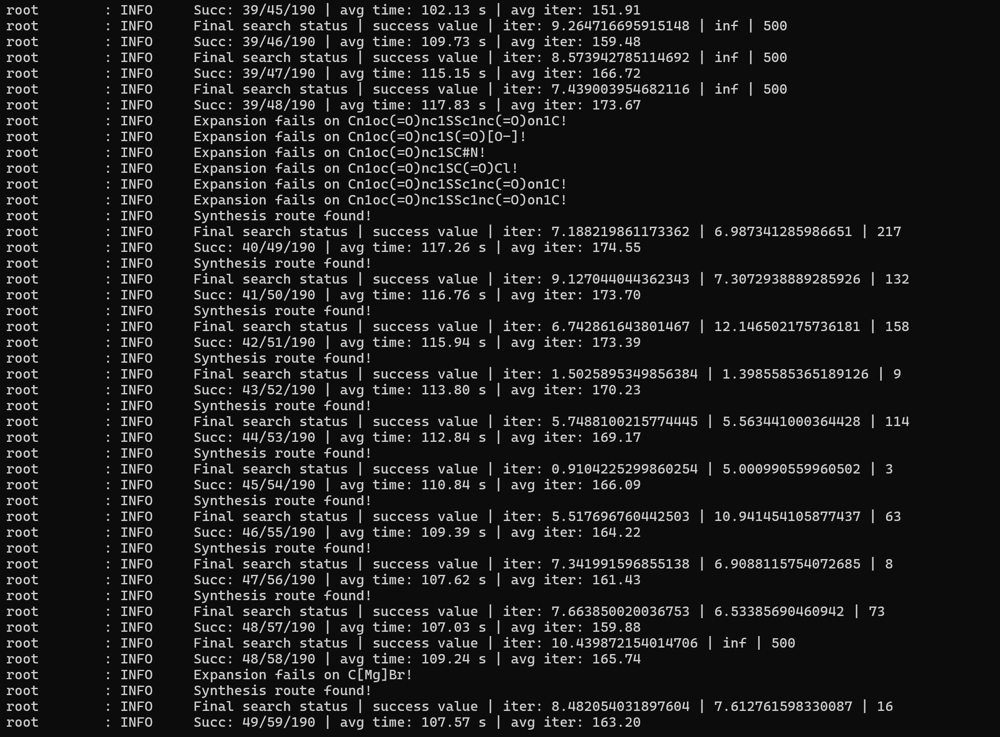 root        : INFO     Succ: 39/45/190 | avg time: 102.13 s | avg iter: 151.91
root        : INFO     Final search status | success value | iter: 9.264716695915148 | inf | 500
root        : INFO     Succ: 39/46/190 | avg time: 109.73 s | avg iter: 159.48
root        : INFO     Final search status | success value | iter: 8.573942785114692 | inf | 500
root        : INFO     Succ: 39/47/190 | avg time: 115.15 s | avg iter: 166.72
root        : INFO     Final search status | success value | iter: 7.439003954682116 | inf | 500
root        : INFO     Succ: 39/48/190 | avg time: 117.83 s | avg iter: 173.67
root        : INFO     Expansion fails on Cn1oc(=O)nc1SSc1nc(=O)on1C!
root        : INFO     Expansion fails on Cn1oc(=O)nc1S(=O)[O-]!
root        : INFO     Expansion fails on Cn1oc(=O)nc1SC#N!
root        : INFO     Expansion fails on Cn1oc(=O)nc1SC(=O)Cl!
root        : INFO     Expansion fails on Cn1oc(=O)nc1SSc1nc(=O)on1C!
root        : INFO     Expansion fails on Cn1oc(=O)nc1SSc1nc(=O)on1C!
root        : INFO     Synthesis route found!
root        : INFO     Final search status | success value | iter: 7.188219861173362 | 6.987341285986651 | 217
root        : INFO     Succ: 40/49/190 | avg time: 117.26 s | avg iter: 174.55
root        : INFO     Synthesis route found!
root        : INFO     Final search status | success value | iter: 9.127044044362343 | 7.3072938889285926 | 132
root        : INFO     Succ: 41/50/190 | avg time: 116.76 s | avg iter: 173.70
root        : INFO     Synthesis route found!
root        : INFO     Final search status | success value | iter: 6.742861643801467 | 12.146502175736181 | 158
root        : INFO     Succ: 42/51/190 | avg time: 115.94 s | avg iter: 173.39
root        : INFO     Synthesis route found!
root        : INFO     Final search status | success value | iter: 1.5025895349856384 | 1.3985585365189126 | 9
root        : INFO     Succ: 43/52/190 | avg time: 113.80 s | avg iter: 170.23
root        : INFO     Synthesis route found!
root        : INFO     Final search status | success value | iter: 5.7488100215774445 | 5.563441000364428 | 114
root        : INFO     Succ: 44/53/190 | avg time: 112.84 s | avg iter: 169.17
root        : INFO     Synthesis route found!
root        : INFO     Final search status | success value | iter: 0.9104225299860254 | 5.000990559960502 | 3
root        : INFO     Succ: 45/54/190 | avg time: 110.84 s | avg iter: 166.09
root        : INFO     Synthesis route found!
root        : INFO     Final search status | success value | iter: 5.517696760442503 | 10.941454105877437 | 63
root        : INFO     Succ: 46/55/190 | avg time: 109.39 s | avg iter: 164.22
root        : INFO     Synthesis route found!
root        : INFO     Final search status | success value | iter: 7.341991596855138 | 6.9088115754072685 | 8
root        : INFO     Succ: 47/56/190 | avg time: 107.62 s | avg iter: 161.43
root        : INFO     Synthesis route found!
root        : INFO     Final search status | success value | iter: 7.663850020036753 | 6.53385690460942 | 73
root        : INFO     Succ: 48/57/190 | avg time: 107.03 s | avg iter: 159.88
root        : INFO     Final search status | success value | iter: 10.439872154014706 | inf | 500
root        : INFO     Succ: 48/58/190 | avg time: 109.24 s | avg iter: 165.74
root        : INFO     Expansion fails on C[Mg]Br!
root        : INFO     Synthesis route found!
root        : INFO     Final search status | success value | iter: 8.482054031897604 | 7.612761598330087 | 16
root        : INFO     Succ: 49/59/190 | avg time: 107.57 s | avg iter: 163.20